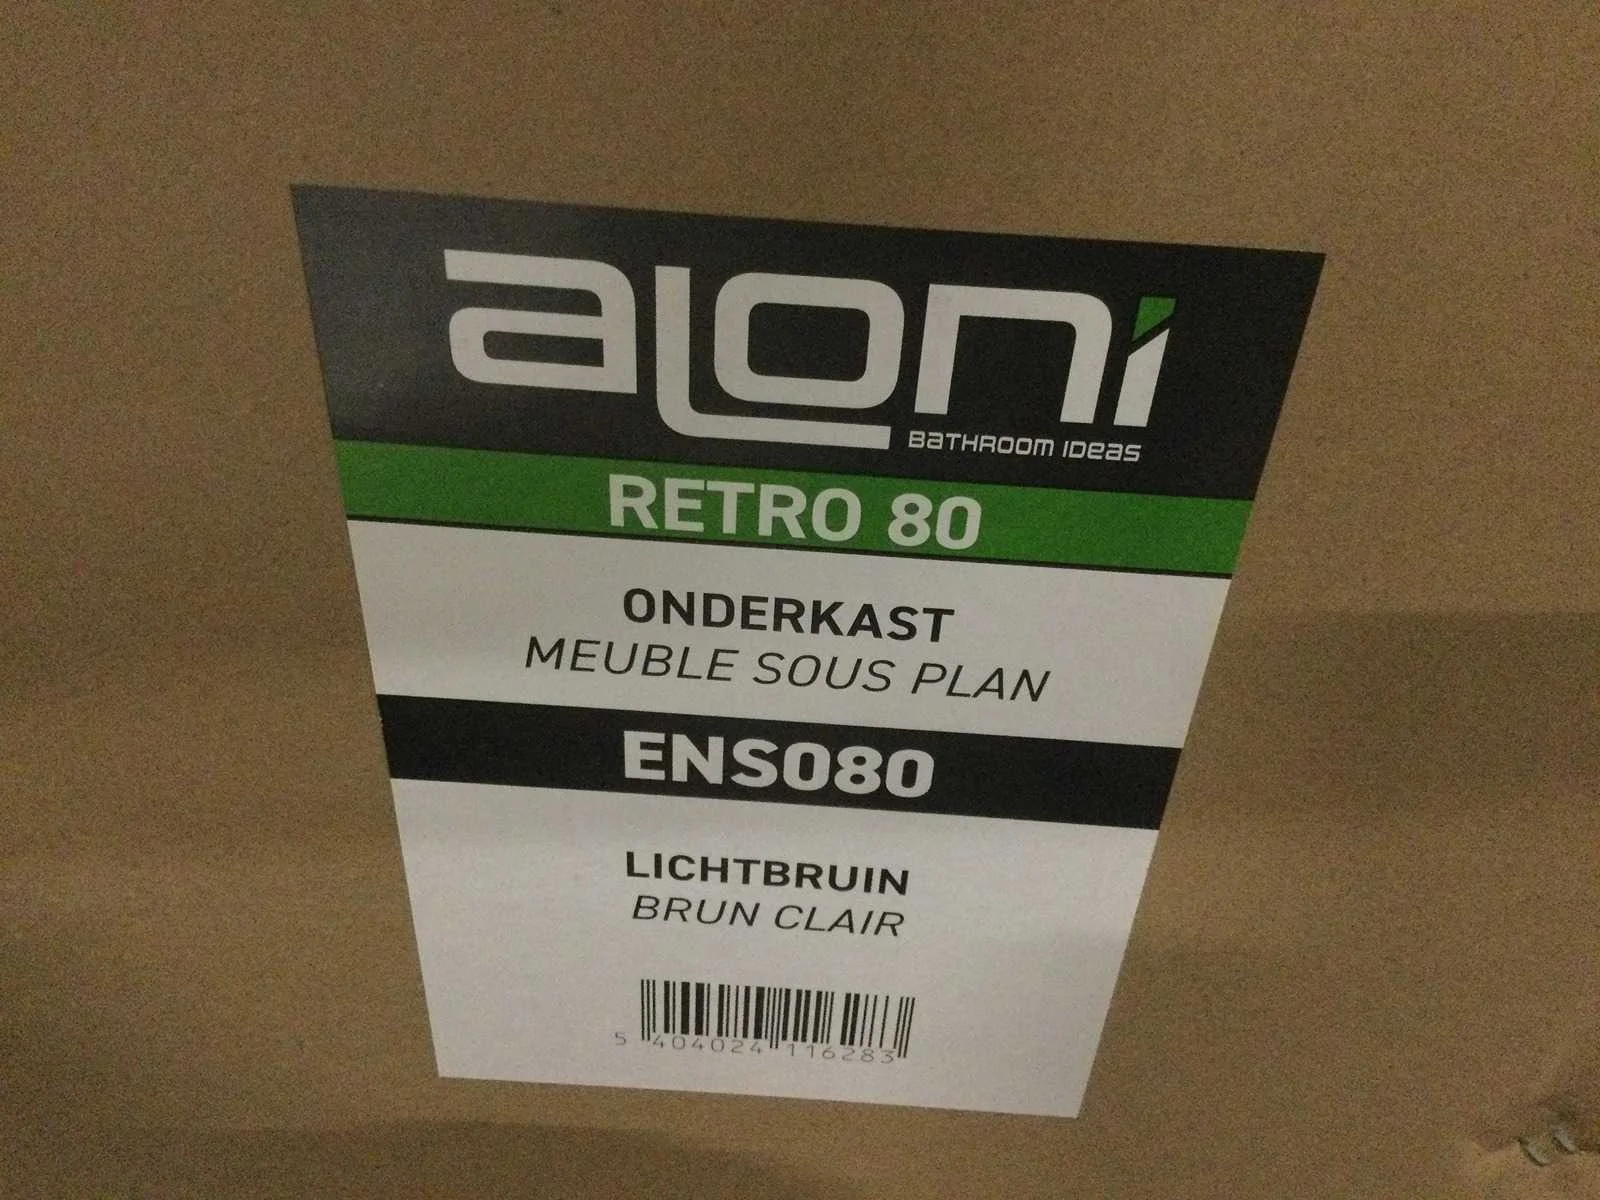 aloni
BATHROOM IDEAS
RETRO 80
ONDERKAST
MEUBLE SOUS PLAN
ENS080
LICHTBRUIN
BRUN CLAIR
5 404024 116283